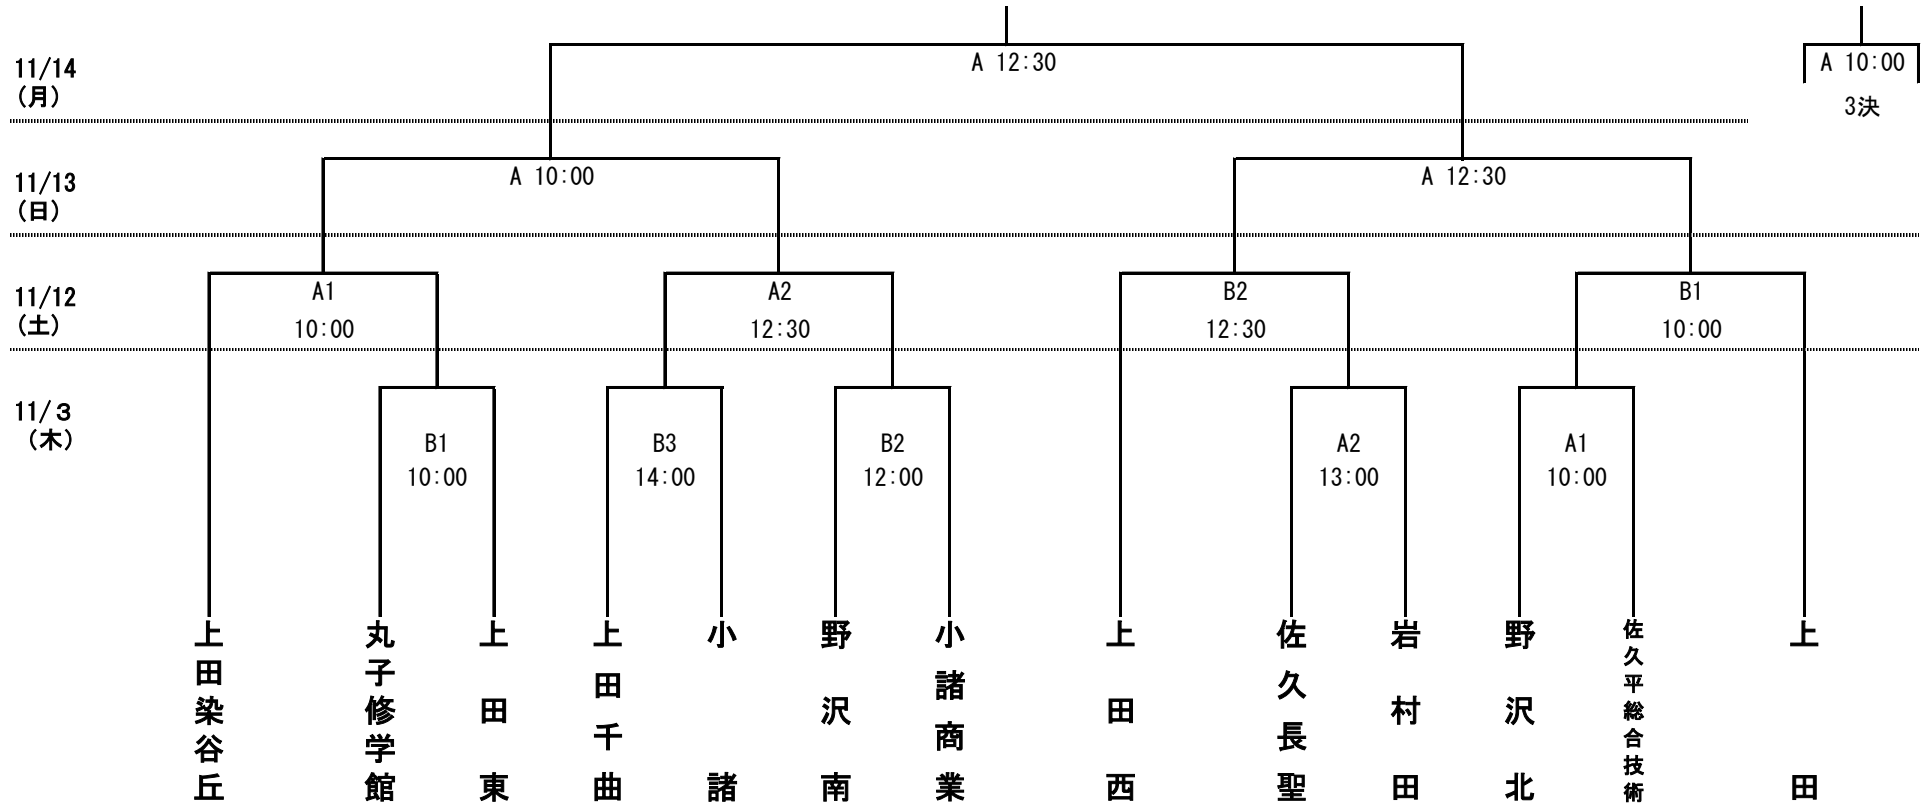 11/14
(月)
A 12:30
A 10:00
3決
11/13
(日)
A 10:00
A 12:30
11/12
(土)
A1
10:00
A2
12:30
B2
12:30
B1
10:00
11/３
(木)
B1
10:00
B3
14:00
B2
12:00
A2
13:00
A1
10:00
上田染谷丘
丸子修学館
上田東
上田千曲
小諸
野沢南
小諸商業
上田西
佐久長聖
岩村田
野沢北
佐久平総合技術
上田